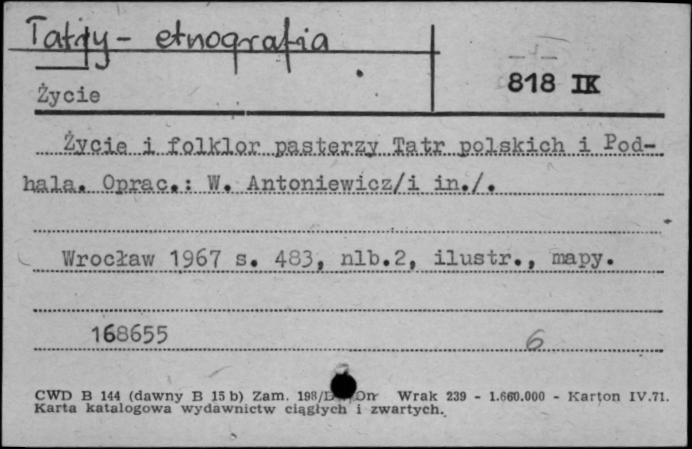 Tatry - etnografia
818 IK
Życie
Życie i folklor pasterzy Tatr polskich i Pod-
hala. Oprac.: W. Antoniewicz/i in./.
Wrocław 1967 s. 483, nlb.2, ilustr., mapy.
168655
6
CWD B 144 (dawny B 15 b) Zam. 198/ Wrak 239 - 1.660.000 - Karton IV.71.
Karta katalogowa wydawnictw ciągłych i zwartych.